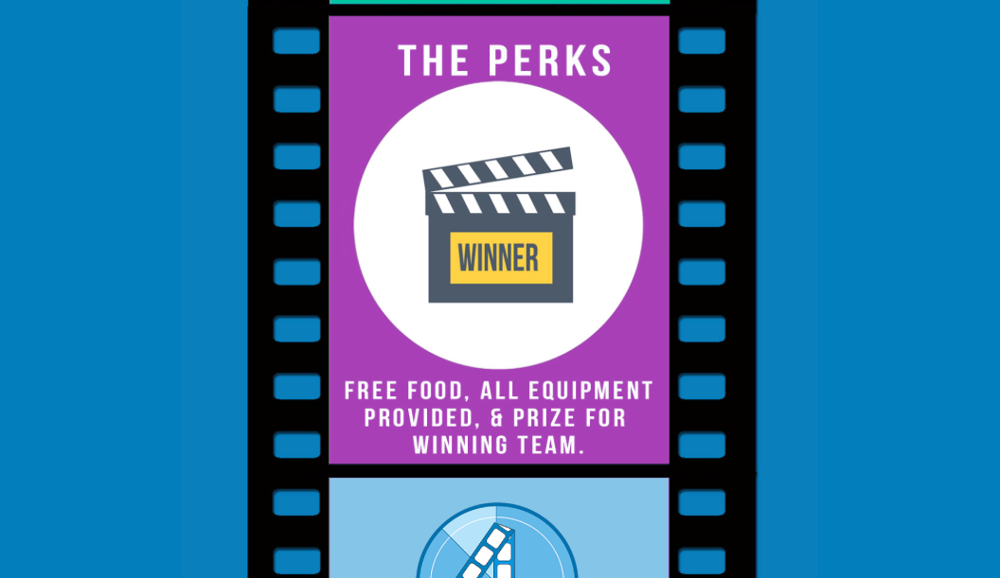 THE PERKS
WINNER
FREE FOOD, ALL EQUIPMENT
PROVIDED, & PRIZE FOR
WINNING TEAM.